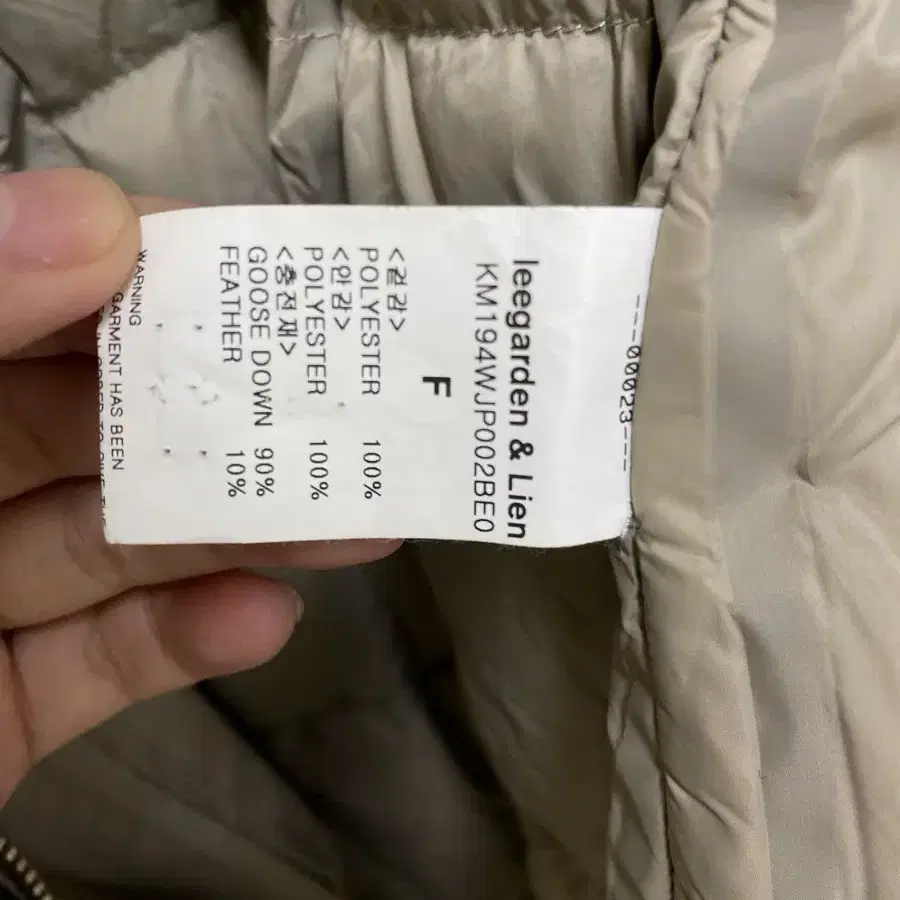 ---00023---
leegarden & Lien
KM194WJP002BE0
F
<겉감>
POLYESTER 100%
<안감>
POLYESTER 100%
<충전재>
GOOSE DOWN 90%
FEATHER 10%
WARNING
GARMENT HAS BEEN